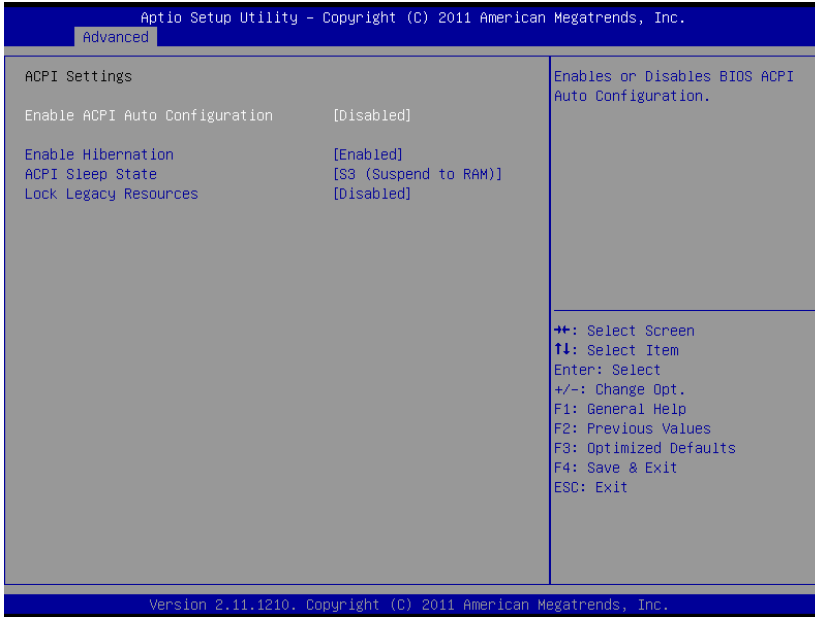 Aptio Setup Utility – Copyright (C) 2011 American Megatrends, Inc.
Advanced
ACPI Settings
Enable ACPI Auto Configuration [Disabled]
Enable Hibernation [Enabled]
ACPI Sleep State [S3 (Suspend to RAM)]
Lock Legacy Resources [Disabled]
Enables or Disables BIOS ACPI
Auto Configuration.
→←: Select Screen
↑↓: Select Item
Enter: Select
+/-: Change Opt.
F1: General Help
F2: Previous Values
F3: Optimized Defaults
F4: Save & Exit
ESC: Exit
Version 2.11.1210. Copyright (C) 2011 American Megatrends, Inc.